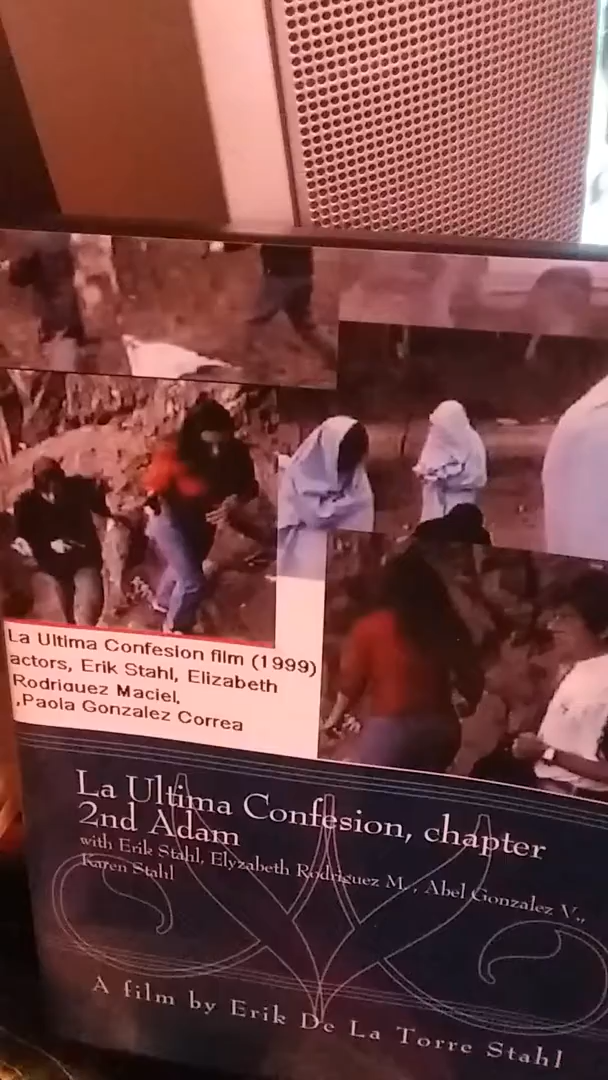 La Ultima Confesion film (1999)
actors, Erik Stahl, Elizabeth
Rodriguez Maciel,
,Paola Gonzalez Correa
La Ultima Confesion, chapter
2nd Adam
with Erik Stahl, Elyzabeth Rodriguez M., Abel Gonzalez V.,
Karen Stahl
A film by Erik De La Torre Stahl